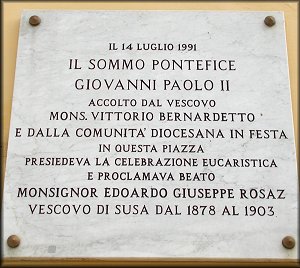 IL 14 LUGLIO 1991
IL SOMMO PONTEFICE
GIOVANNI PAOLO II
ACCOLTO DAL VESCOVO
MONS. VITTORIO BERNARDETTO
E DALLA COMUNITA' DIOCESANA IN FESTA
IN QUESTA PIAZZA
PRESIEDEVA LA CELEBRAZIONE EUCARISTICA
E PROCLAMAVA BEATO
MONSIGNOR EDOARDO GIUSEPPE ROSAZ
VESCOVO DI SUSA DAL 1878 AL 1903